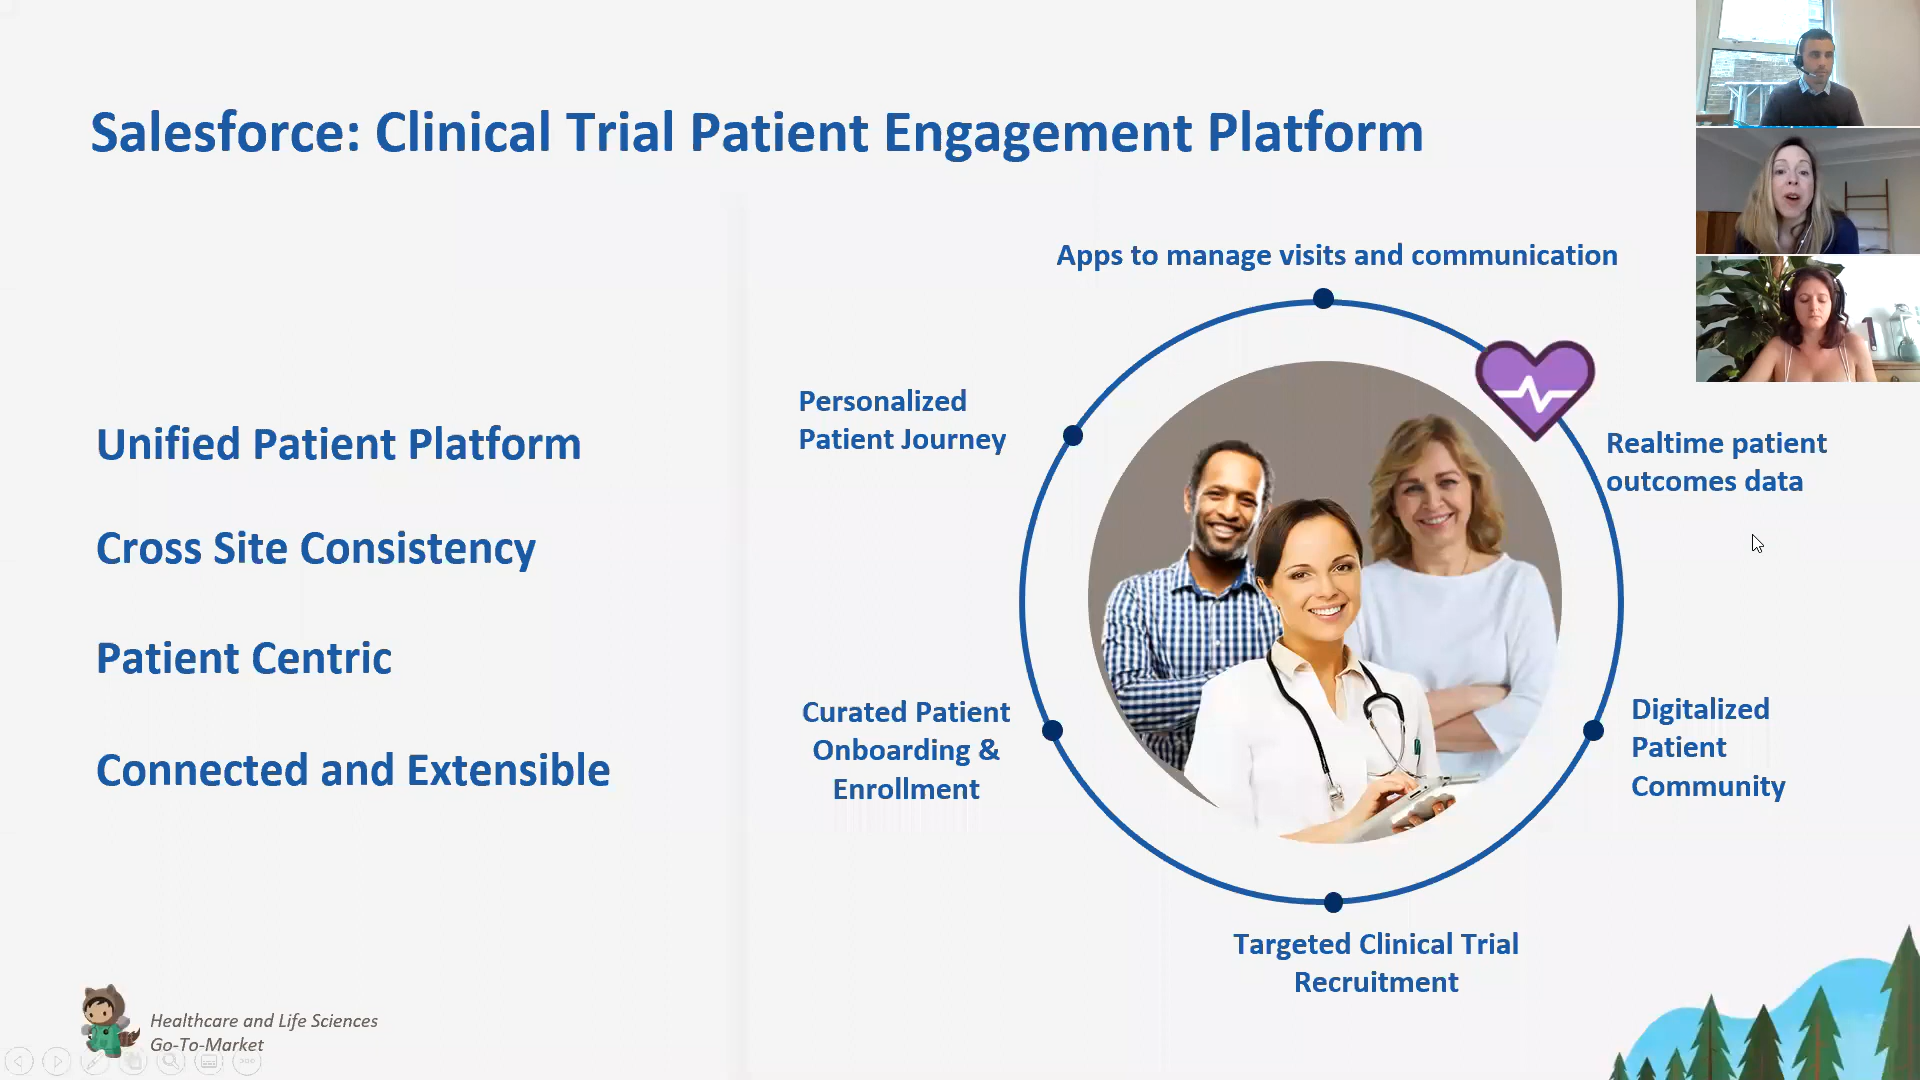 Salesforce: Clinical Trial Patient Engagement Platform
Unified Patient Platform
Cross Site Consistency
Patient Centric
Connected and Extensible
Apps to manage visits and communication
Personalized
Patient Journey
Realtime patient
outcomes data
Curated Patient
Onboarding &
Enrollment
Digitalized
Patient
Community
Targeted Clinical Trial
Recruitment
Healthcare and Life Sciences
Go-To-Market